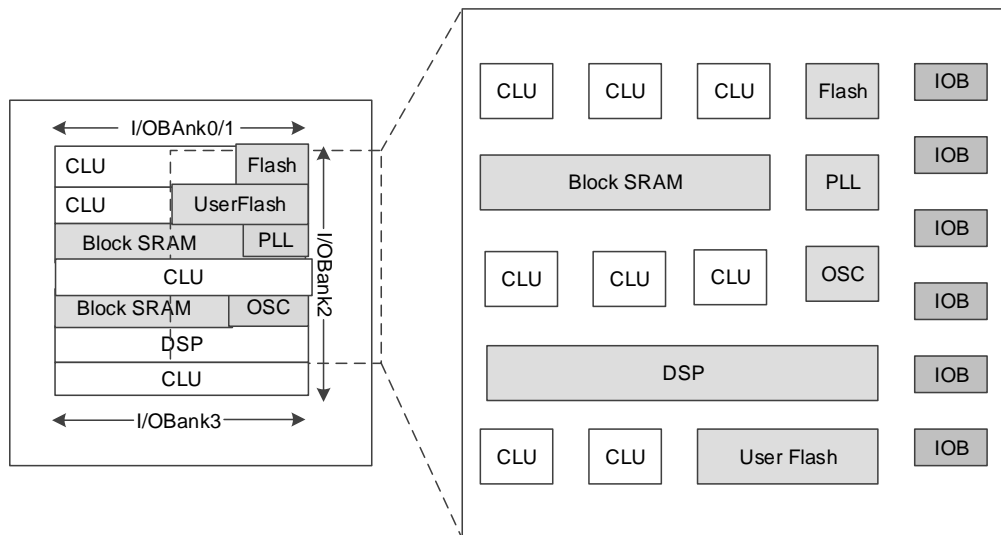 I/OBAnk0/1
CLU
Flash
CLU
UserFlash
Block SRAM
PLL
CLU
Block SRAM
OSC
DSP
CLU
I/OBank2
I/OBank3
CLU CLU CLU Flash IOB
IOB
Block SRAM PLL
IOB
CLU CLU CLU OSC
IOB
DSP IOB
CLU CLU User Flash IOB